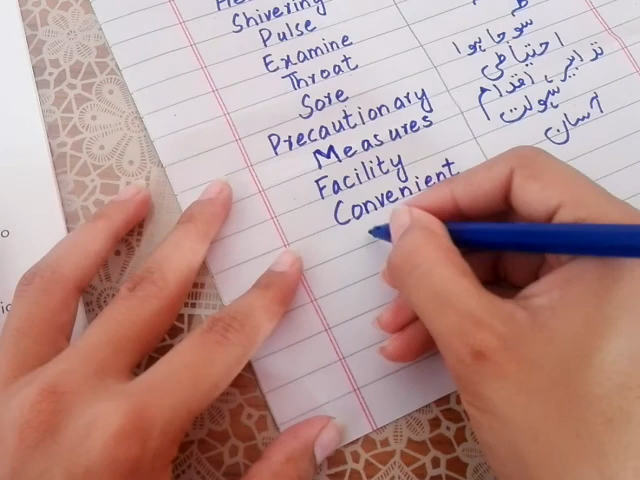 Shivering
Pulse
Examine
Throat
Sore سوجا ہوا
Precautionary احتیاطی
Measures تدابیر، اقدام
Facility سہولت
Convenient آسان